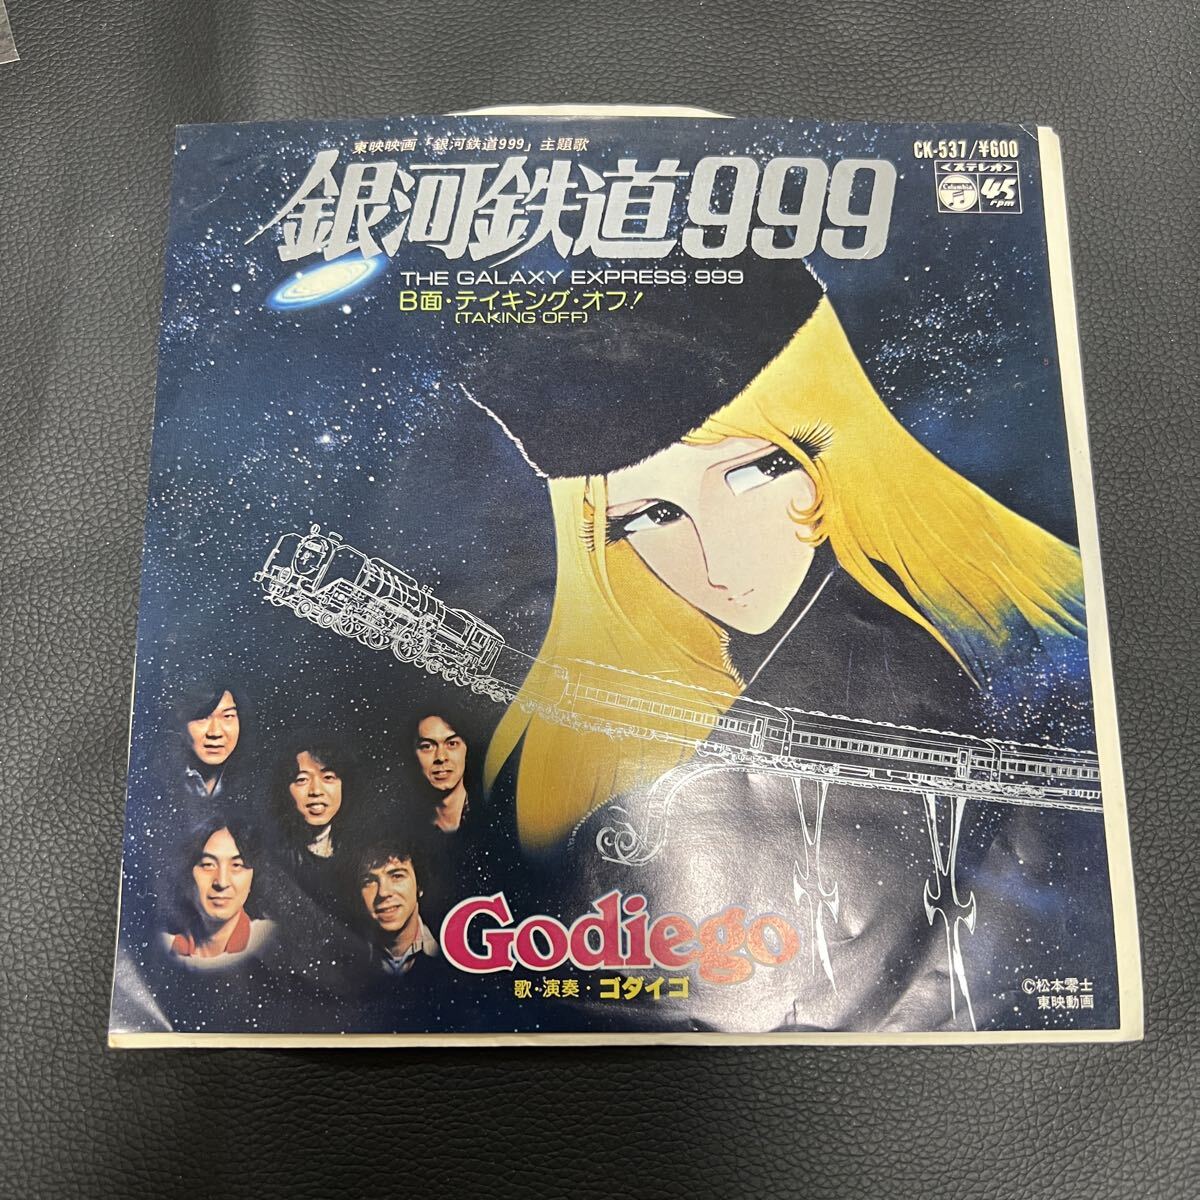 東映映画「銀河鉄道999」主題歌
銀河鉄道999
THE GALAXY EXPRESS 999
B面・テイキング・オフ!
(TAKING OFF)
CK-537/¥600
<ステレオ>
Columbia
45
rpm
Godiego
歌・演奏・ゴダイゴ
©松本零士
東映動画